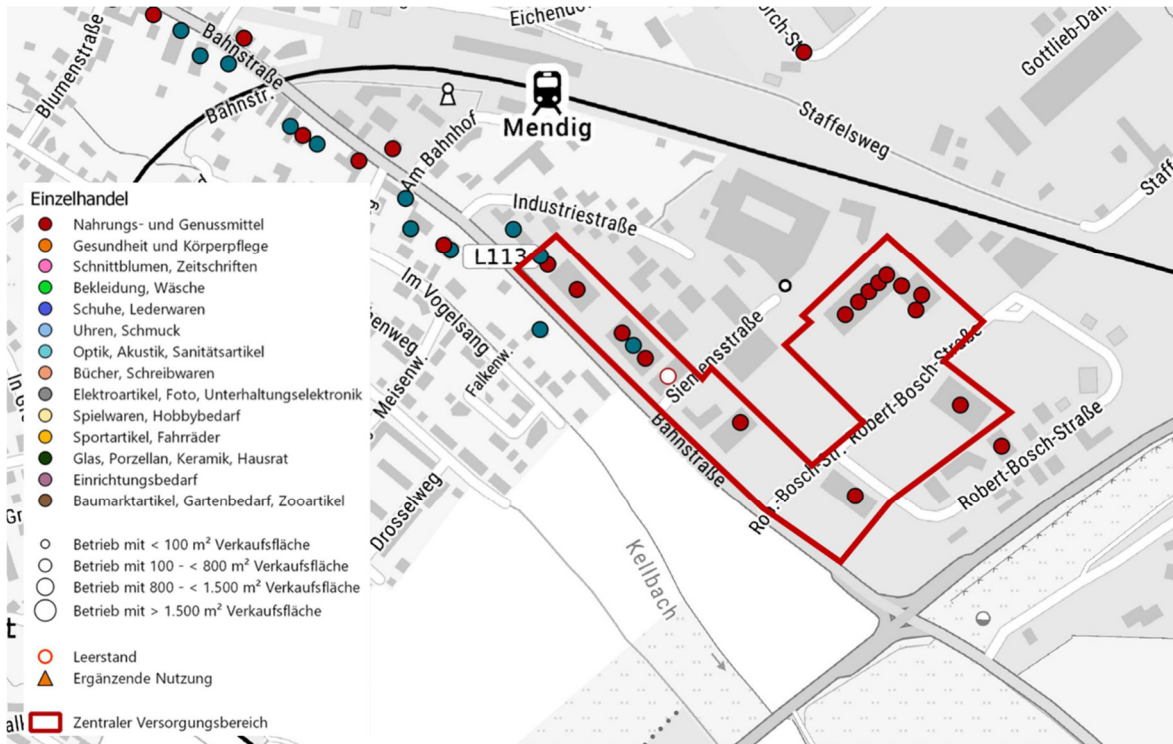 Eichendor
Gottlieb-Dain
Blumenstraße
Bahnstraße
Bahnstr.
Mendig
Am Bahnhof
Staffelsweg
Staff
Industriestraße
L113
Im Vogelsang
Falkenw.
Meisenw.
Drosselweg
Siemensstraße
Bahnstraße
Robert-Bosch-Straße
Rob.-Bosch-Str.
Robert-Bosch-Straße
Kellbach
Einzelhandel
Nahrungs- und Genussmittel
Gesundheit und Körperpflege
Schnittblumen, Zeitschriften
Bekleidung, Wäsche
Schuhe, Lederwaren
Uhren, Schmuck
Optik, Akustik, Sanitätsartikel
Bücher, Schreibwaren
Elektroartikel, Foto, Unterhaltungselektronik
Spielwaren, Hobbybedarf
Sportartikel, Fahrräder
Glas, Porzellan, Keramik, Hausrat
Einrichtungsbedarf
Baumarktartikel, Gartenbedarf, Zooartikel
Betrieb mit < 100 m² Verkaufsfläche
Betrieb mit 100 - < 800 m² Verkaufsfläche
Betrieb mit 800 - < 1.500 m² Verkaufsfläche
Betrieb mit > 1.500 m² Verkaufsfläche
Leerstand
Ergänzende Nutzung
Zentraler Versorgungsbereich